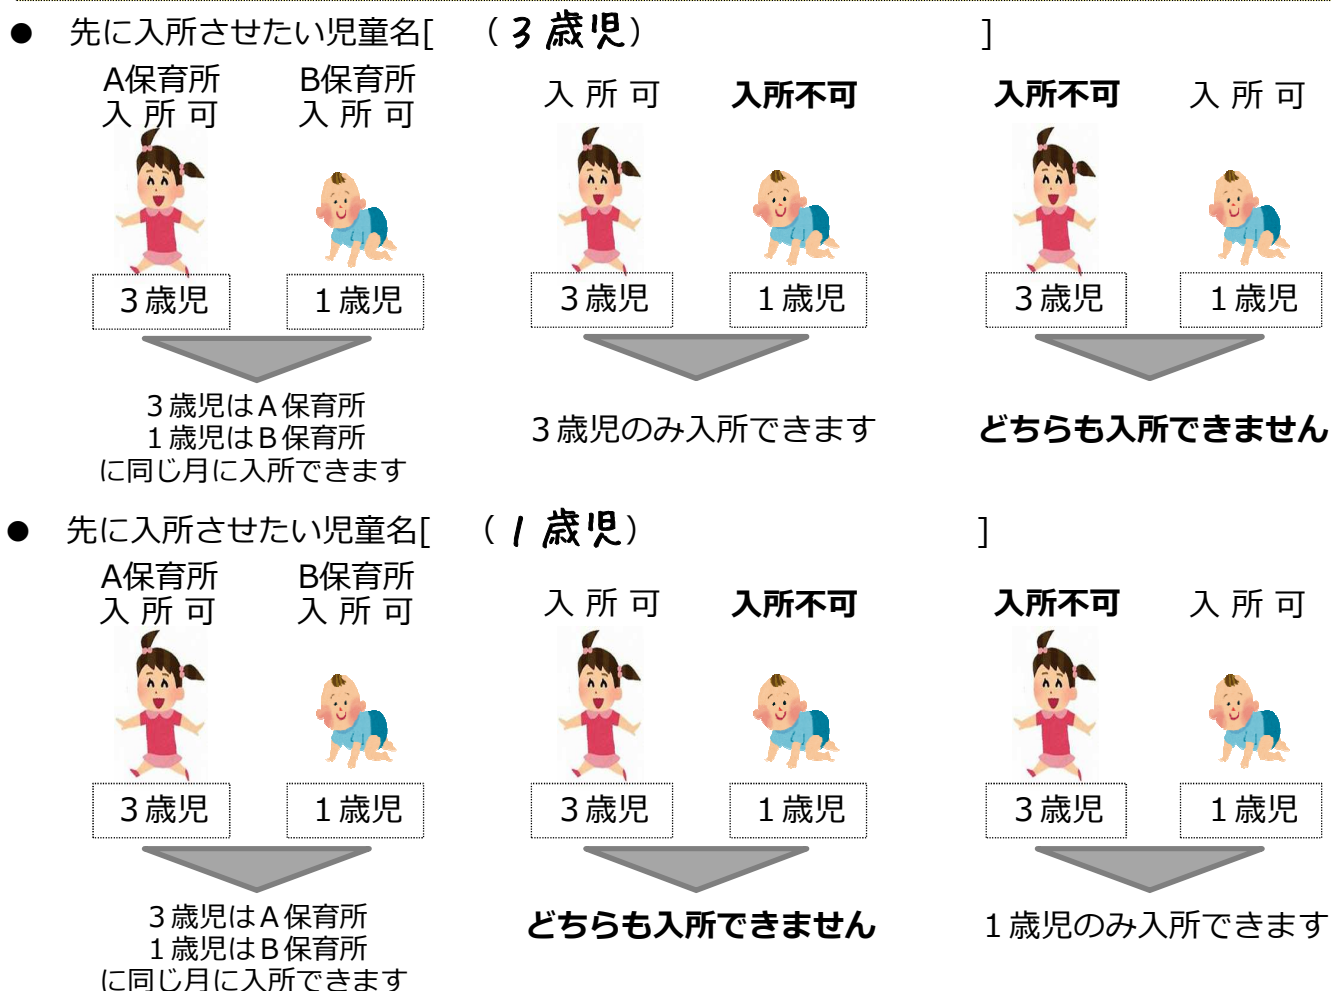 ● 先に入所させたい児童名[ （３歳児） ]
A保育所 B保育所
入 所 可 入 所 可 入 所 可 入所不可 入所不可 入 所 可
３歳児 １歳児 ３歳児 １歳児 ３歳児 １歳児
３歳児はＡ保育所
１歳児はＢ保育所
に同じ月に入所できます
３歳児のみ入所できます
どちらも入所できません
● 先に入所させたい児童名[ （１歳児） ]
A保育所 B保育所
入 所 可 入 所 可 入 所 可 入所不可 入所不可 入 所 可
３歳児 １歳児 ３歳児 １歳児 ３歳児 １歳児
３歳児はＡ保育所
１歳児はＢ保育所
に同じ月に入所できます
どちらも入所できません
１歳児のみ入所できます